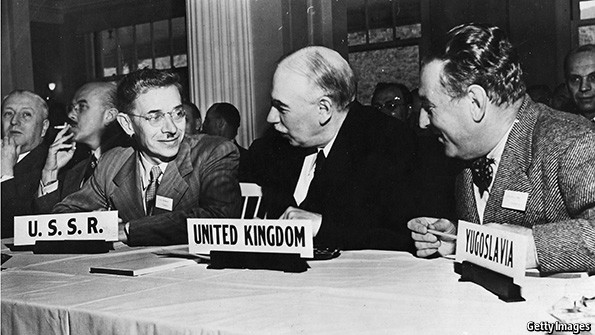 U.S.S.R.
UNITED KINGDOM
YUGOSLAVIA
Getty Images